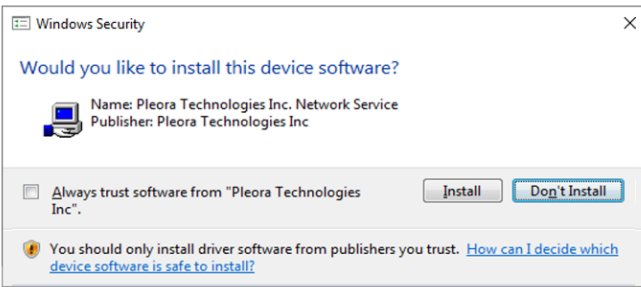 Windows Security
Would you like to install this device software?
Name: Pleora Technologies Inc. Network Service
Publisher: Pleora Technologies Inc
Always trust software from "Pleora Technologies
Inc".
Install
Don't Install
You should only install driver software from publishers you trust. How can I decide which
device software is safe to install?